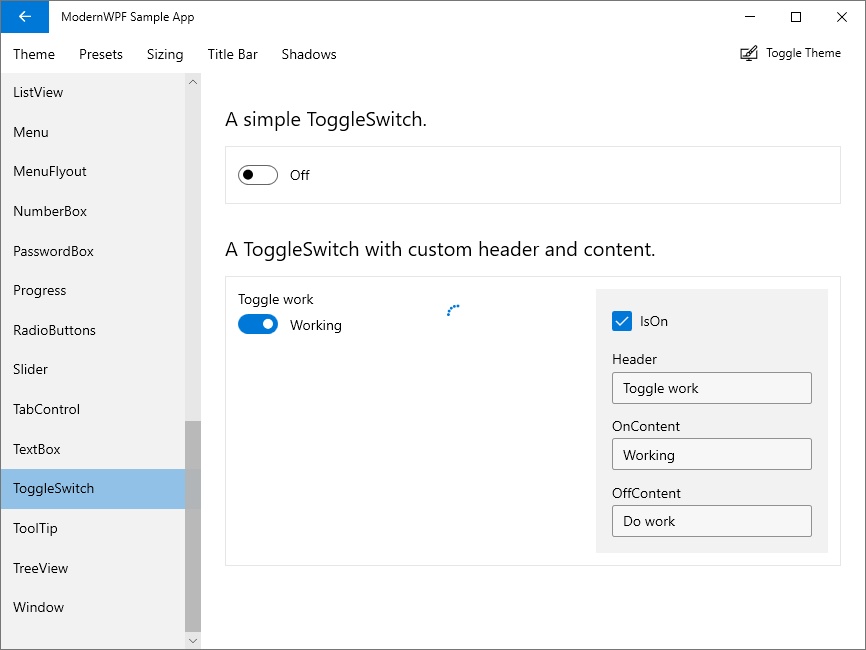 ModernWPF Sample App
Theme Presets Sizing Title Bar Shadows Toggle Theme
ListView
Menu
MenuFlyout
NumberBox
PasswordBox
Progress
RadioButtons
Slider
TabControl
TextBox
ToggleSwitch
ToolTip
TreeView
Window
A simple ToggleSwitch.
Off
A ToggleSwitch with custom header and content.
Toggle work
Working
IsOn
Header
Toggle work
OnContent
Working
OffContent
Do work